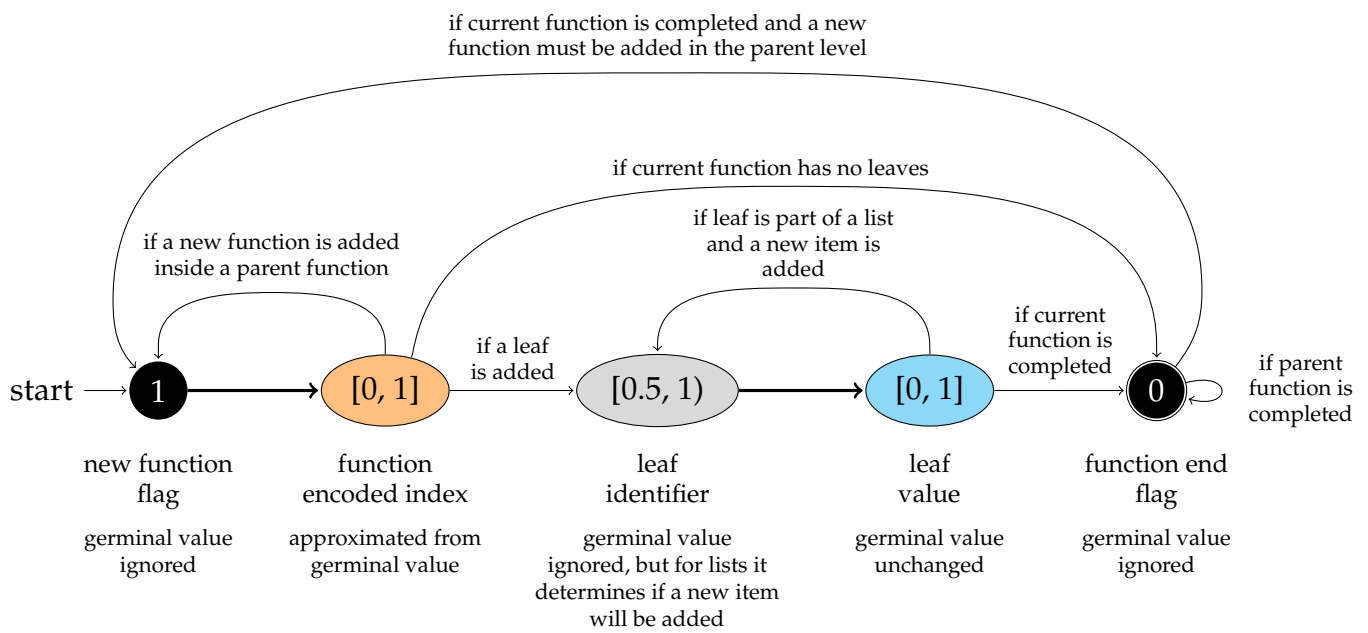 if current function is completed and a new
function must be added in the parent level
if current function has no leaves
if leaf is part of a list
and a new item is
added
if a new function is added
inside a parent function
if current
function is
completed
if a leaf
is added
if parent
function is
completed
start
1
[0, 1]
[0.5, 1)
[0, 1]
0
new function
flag
germinal value
ignored
function
encoded index
approximated from
germinal value
leaf
identifier
germinal value
ignored, but for lists it
determines if a new item
will be added
leaf
value
germinal value
unchanged
function end
flag
germinal value
ignored